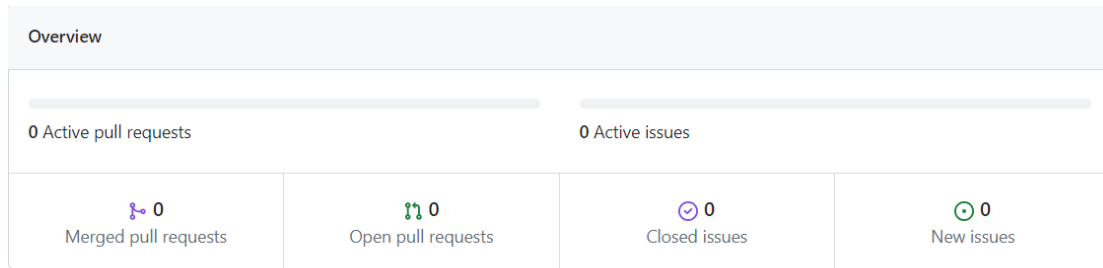 Overview
0 Active pull requests
0 Active issues
0
Merged pull requests
0
Open pull requests
0
Closed issues
0
New issues